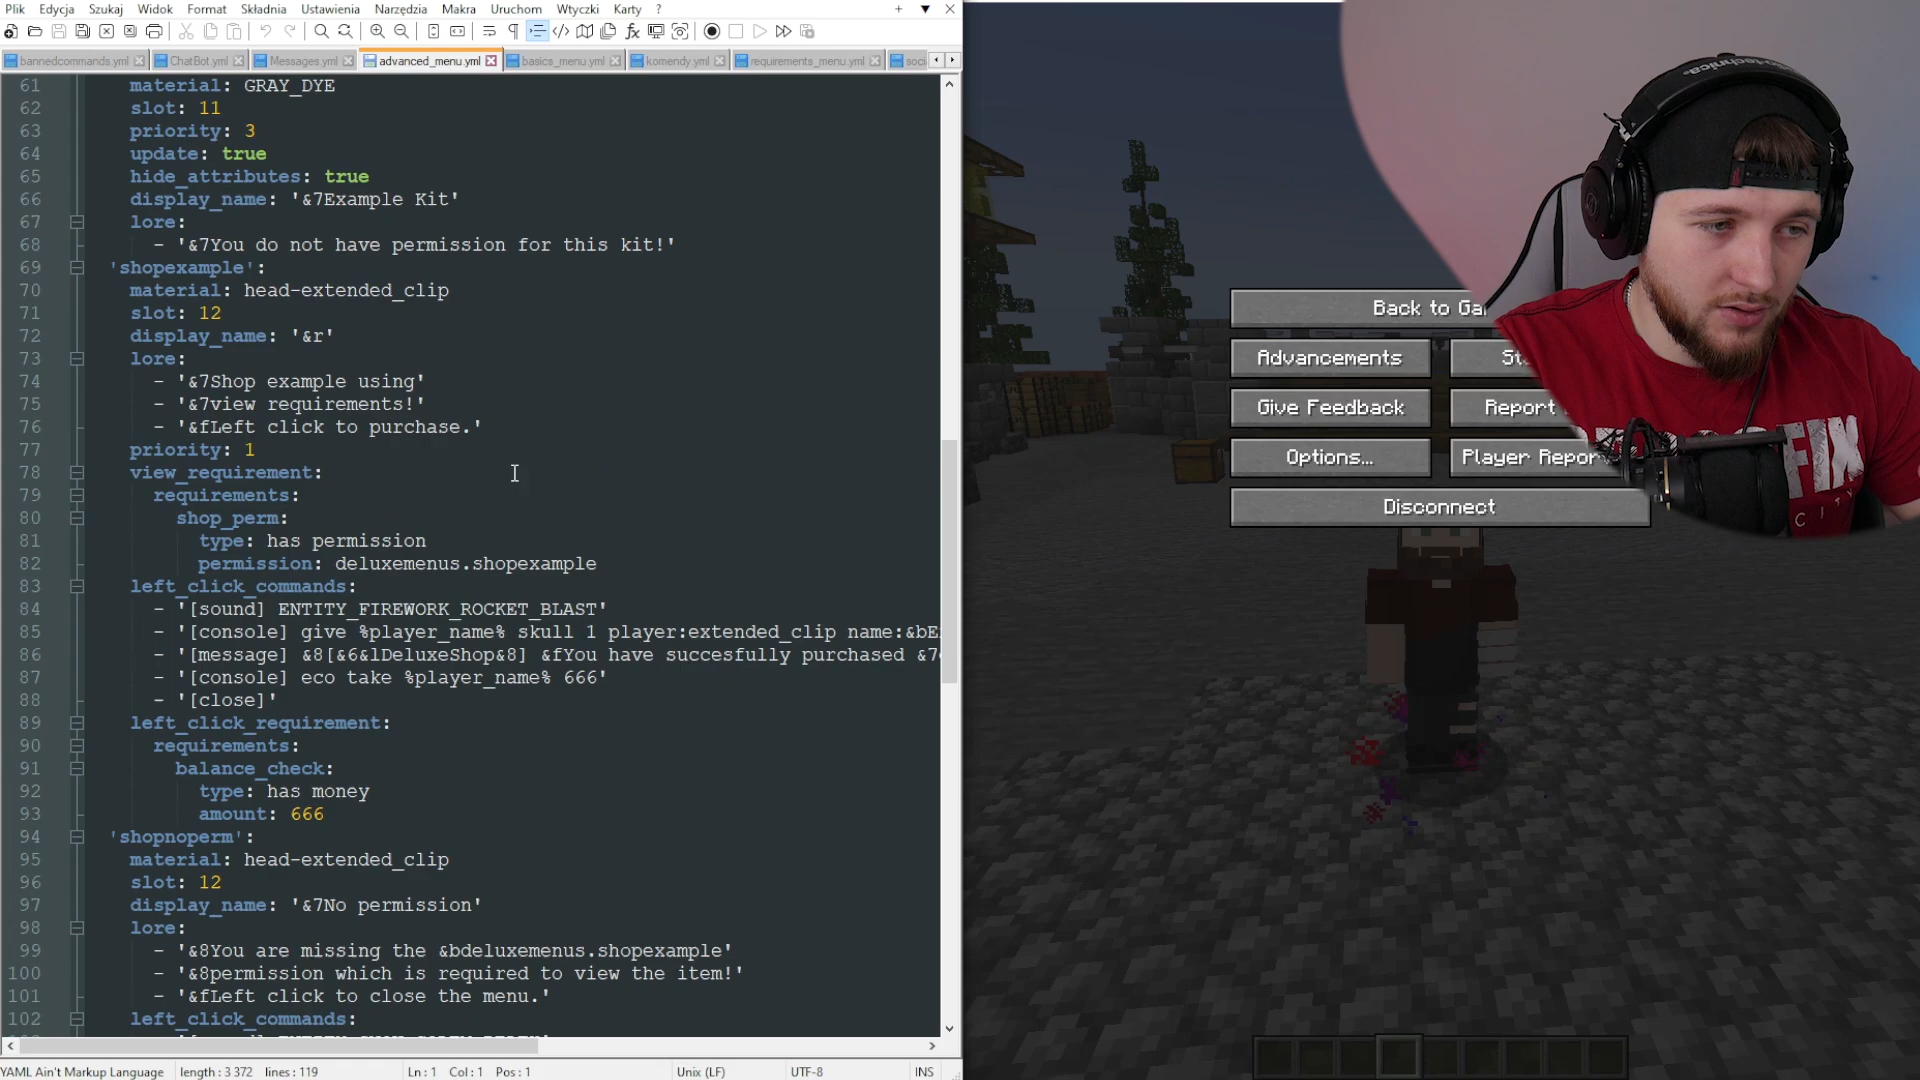 Plik Edycja Szukaj Widok Format Składnia Ustawienia Narzędzia Makra Uruchom Wtyczki Karty ?
bannedcommands.yml ChatBot.yml Messages.yml advanced_menu.yml basics_menu.yml komendy.yml requirements_menu.yml soci
61 material: GRAY_DYE
62 slot: 11
63 priority: 3
64 update: true
65 hide_attributes: true
66 display_name: '&7Example Kit'
67 lore:
68 - '&7You do not have permission for this kit!'
69 'shopexample':
70 material: head-extended_clip
71 slot: 12
72 display_name: '&r'
73 lore:
74 - '&7Shop example using'
75 - '&7view requirements!'
76 - '&fLeft click to purchase.'
77 priority: 1
78 view_requirement:
79 requirements:
80 shop_perm:
81 type: has permission
82 permission: deluxemenus.shopexample
83 left_click_commands:
84 - '[sound] ENTITY_FIREWORK_ROCKET_BLAST'
85 - '[console] give %player_name% skull 1 player:extended_clip name:&bE
86 - '[message] &8[&6&lDeluxeShop&8] &fYou have succesfully purchased &7
87 - '[console] eco take %player_name% 666'
88 - '[close]'
89 left_click_requirement:
90 requirements:
91 balance_check:
92 type: has money
93 amount: 666
94 'shopnoperm':
95 material: head-extended_clip
96 slot: 12
97 display_name: '&7No permission'
98 lore:
99 - '&8You are missing the &bdeluxemenus.shopexample'
100 - '&8permission which is required to view the item!'
101 - '&fLeft click to close the menu.'
102 left_click_commands:
YAML Ain't Markup Language length : 3 372 lines : 119 Ln : 1 Col : 1 Pos : 1 Unix (LF) UTF-8 INS
Back to Ga
Advancements St
Give Feedback Report
Options... Player Repor
Disconnect
audio-technica
CITY